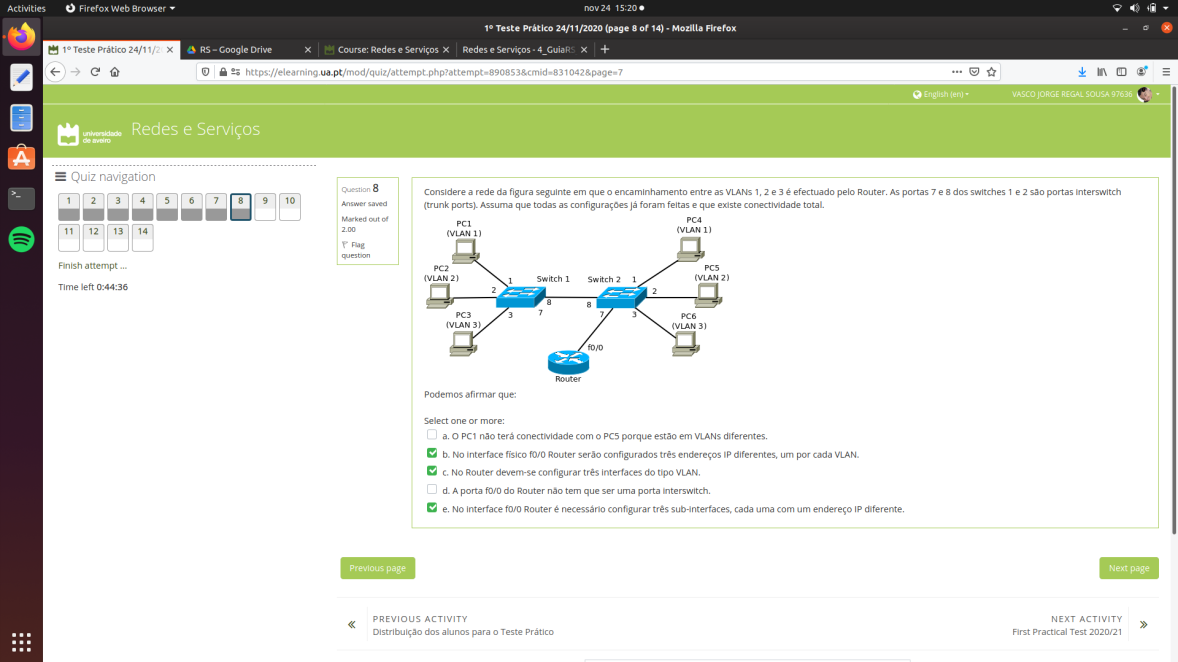 Activities
Firefox Web Browser
nov 24 15:20
1º Teste Prático 24/11/2020 (page 8 of 14) - Mozilla Firefox
1º Teste Prático 24/11/2
RS – Google Drive
Course: Redes e Serviços
Redes e Serviços - 4_GuiaRS
https://elearning.ua.pt/mod/quiz/attempt.php?attempt=890853&cmid=831042&page=7
English (en)
VASCO JORGE REGAL SOUSA 97636
universidade
de aveiro
Redes e Serviços
Quiz navigation
1 2 3 4 5 6 7 8 9 10
11 12 13 14
Finish attempt ...
Time left 0:44:36
Question 8
Answer saved
Marked out of
2.00
Flag
question
Considere a rede da figura seguinte em que o encaminhamento entre as VLANs 1, 2 e 3 é efectuado pelo Router. As portas 7 e 8 dos switches 1 e 2 são portas interswitch
(trunk ports). Assuma que todas as configurações já foram feitas e que existe conectividade total.
PC1
(VLAN 1)
PC4
(VLAN 1)
PC2
(VLAN 2)
PC5
(VLAN 2)
1
Switch 1
Switch 2
1
2
8
8
2
3
7
7
3
PC3
(VLAN 3)
PC6
(VLAN 3)
f0/0
Router
Podemos afirmar que:
Select one or more:
a. O PC1 não terá conectividade com o PC5 porque estão em VLANs diferentes.
b. No interface físico f0/0 Router serão configurados três endereços IP diferentes, um por cada VLAN.
c. No Router devem-se configurar três interfaces do tipo VLAN.
d. A porta f0/0 do Router não tem que ser uma porta interswitch.
e. No interface f0/0 Router é necessário configurar três sub-interfaces, cada uma com um endereço IP diferente.
Previous page
Next page
PREVIOUS ACTIVITY
Distribuição dos alunos para o Teste Prático
NEXT ACTIVITY
First Practical Test 2020/21